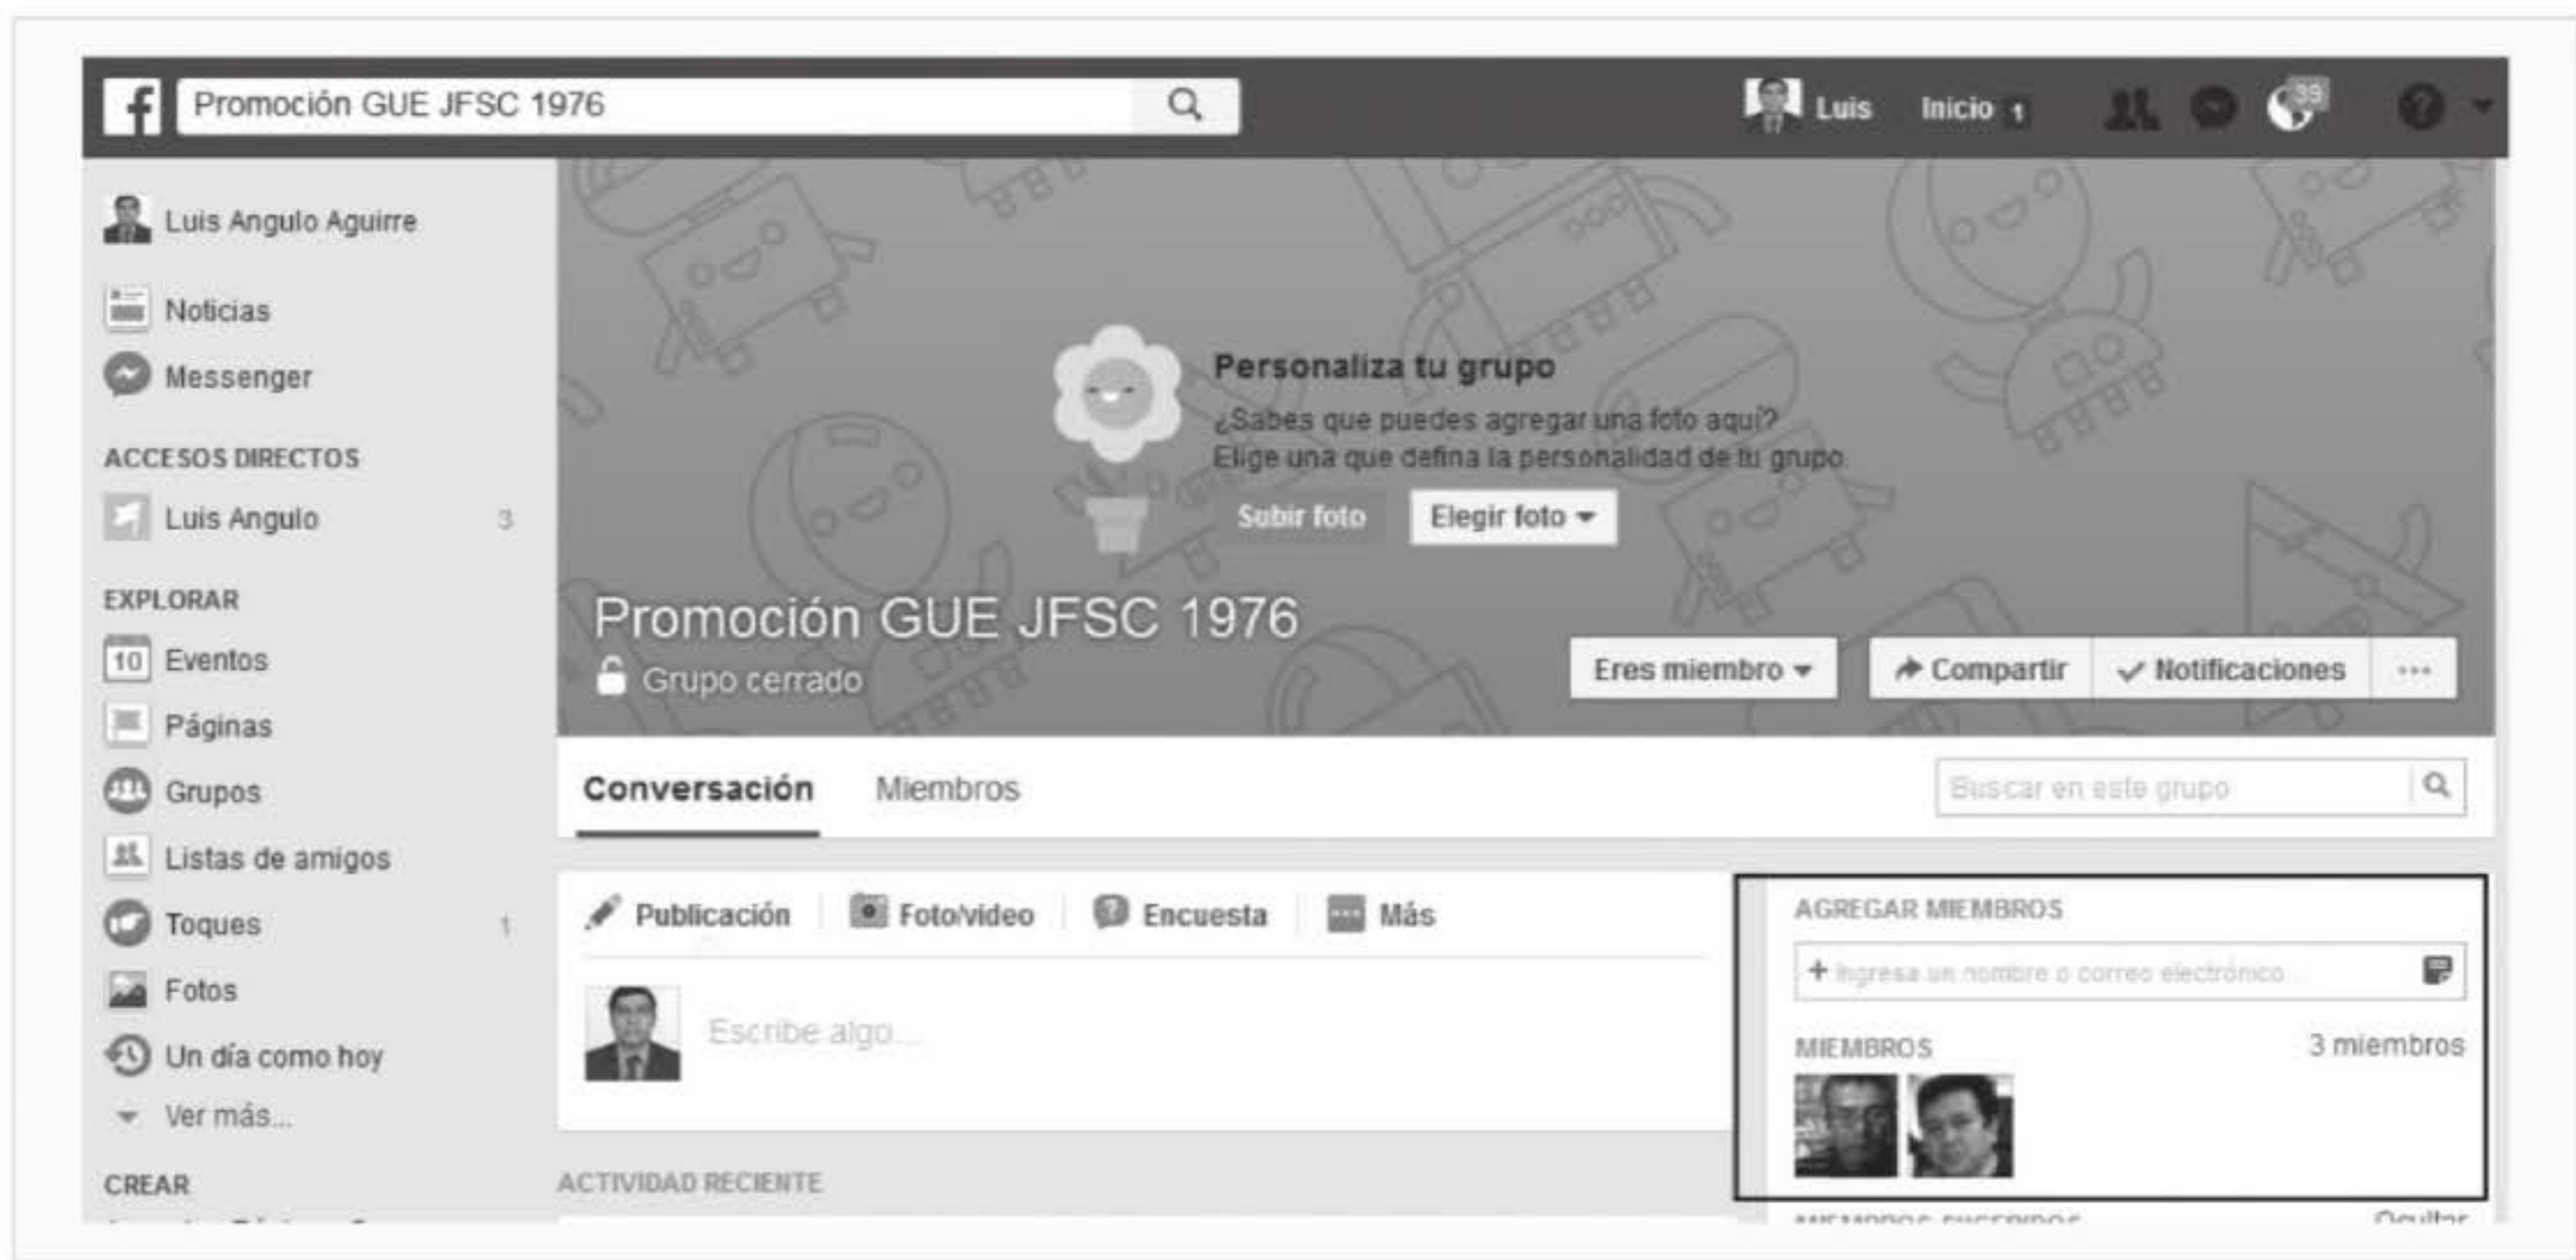 f
Promoción GUE JFSC 1976
Luis
Inicio 1
39
?
Luis Angulo Aguirre
Noticias
Messenger
ACCESOS DIRECTOS
Luis Angulo 3
EXPLORAR
10 Eventos
Páginas
Grupos
Listas de amigos
Toques 1
Fotos
Un día como hoy
Ver más...
CREAR
Personaliza tu grupo
¿Sabes que puedes agregar una foto aquí?
Elige una que defina la personalidad de tu grupo.
Subir foto
Elegir foto
Promoción GUE JFSC 1976
Grupo cerrado
Eres miembro
Compartir
Notificaciones
...
Conversación
Miembros
Buscar en este grupo
Publicación
Foto/video
Encuesta
Más
Escribe algo...
ACTIVIDAD RECIENTE
AGREGAR MIEMBROS
+ Ingresa un nombre o correo electrónico...
MIEMBROS
3 miembros
MIEMBROS SUGERIDOS
Ocultar